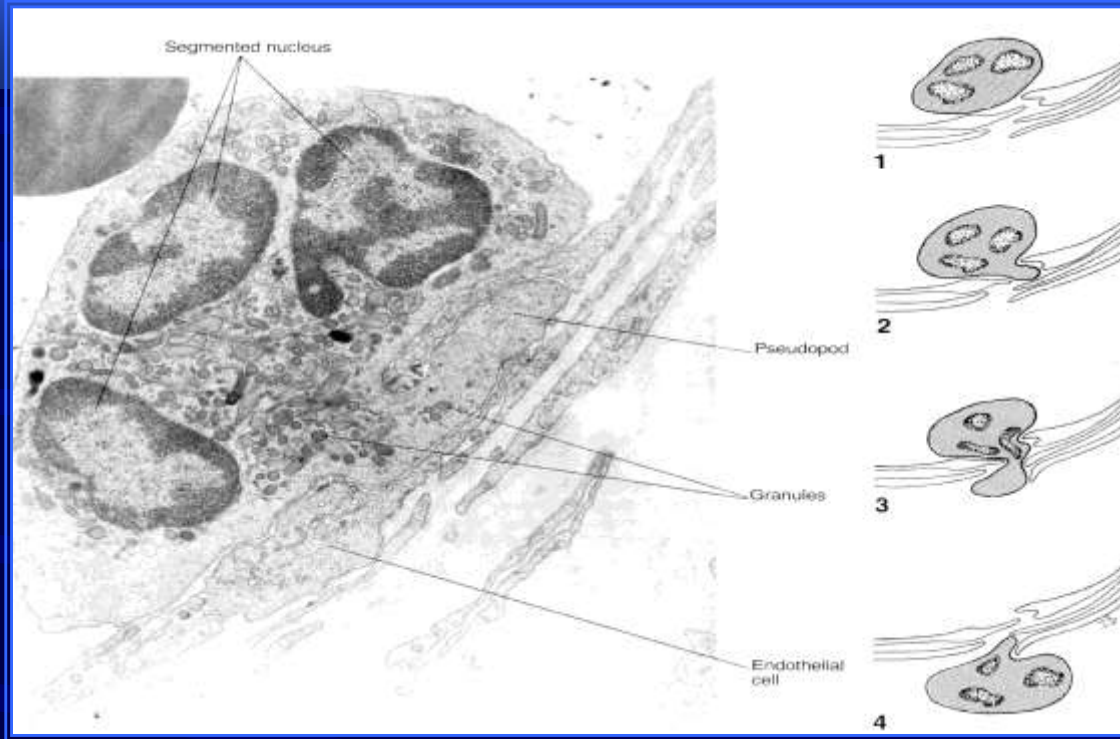 Segmented nucleus
1
2
Pseudopod
3
Granules
Endothelial
cell
4